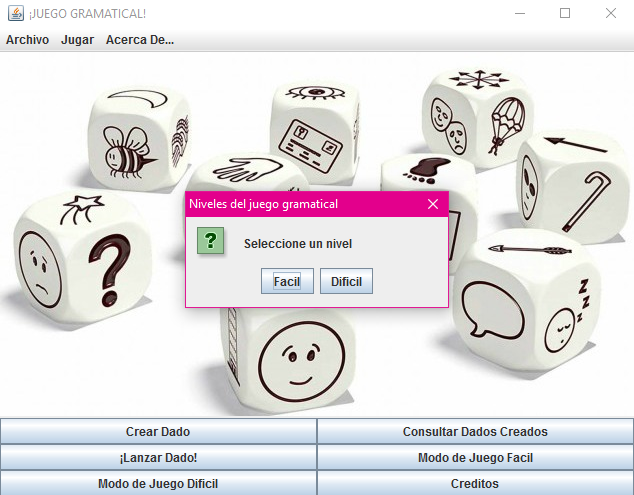 ¡JUEGO GRAMATICAL!
Archivo Jugar Acerca De...
Niveles del juego gramatical
?
Seleccione un nivel
Facil Dificil
?
z
z
z
Crear Dado Consultar Dados Creados
¡Lanzar Dado! Modo de Juego Facil
Modo de Juego Dificil Creditos